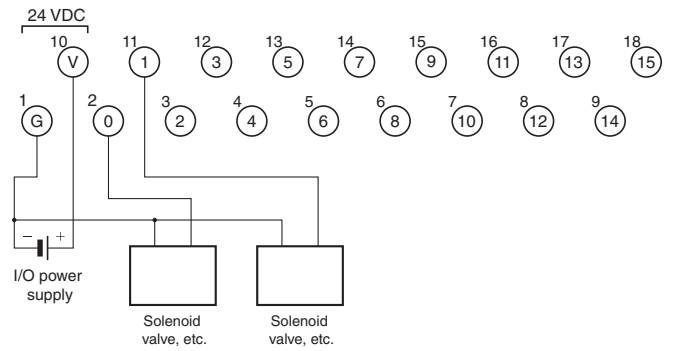 24 VDC
10 11 12 13 14 15 16 17 18
V 1 3 5 7 9 11 13 15
1 2 3 4 5 6 7 8 9
G 0 2 4 6 8 10 12 14
− +
I/O power
supply
Solenoid
valve, etc.
Solenoid
valve, etc.